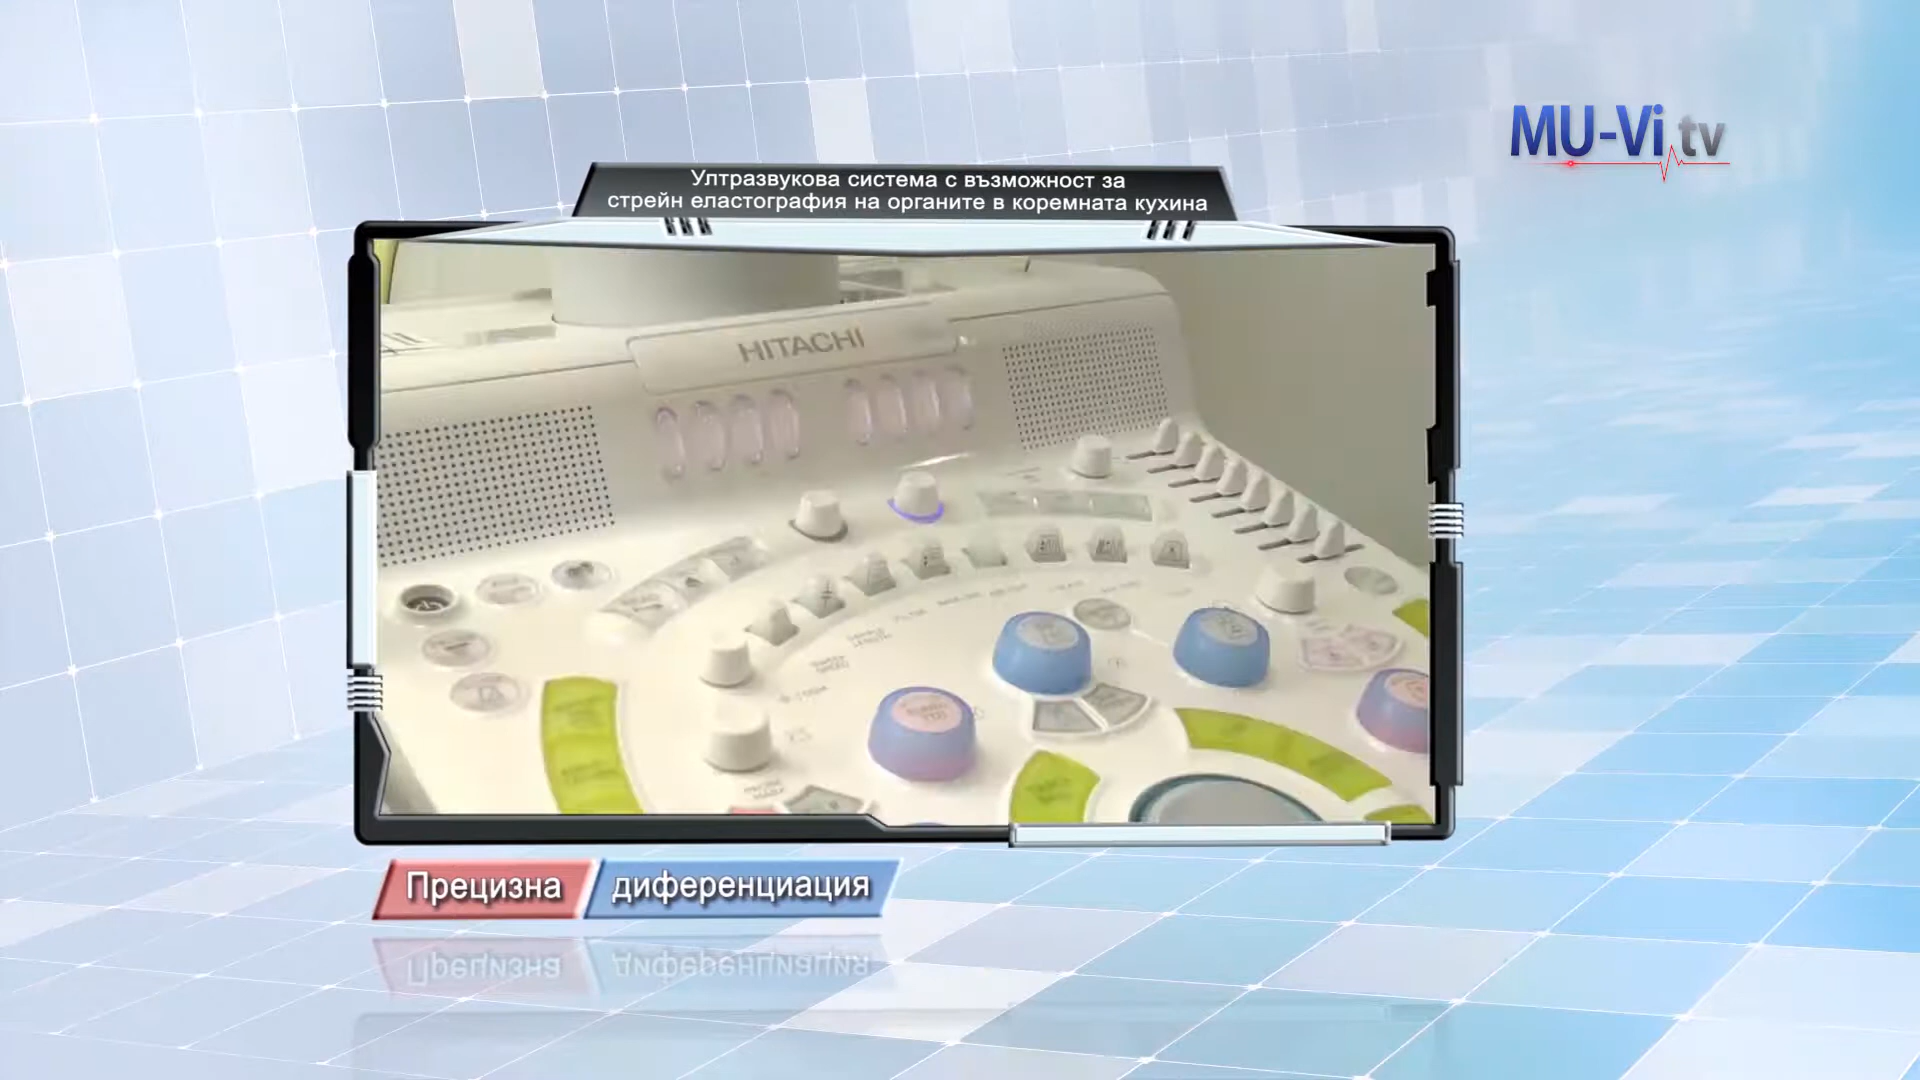 MU-Vi.tv
Ултразвукова система с възможност за
стрейн еластография на органите в коремната кухина
HITACHI
Прецизна диференциация